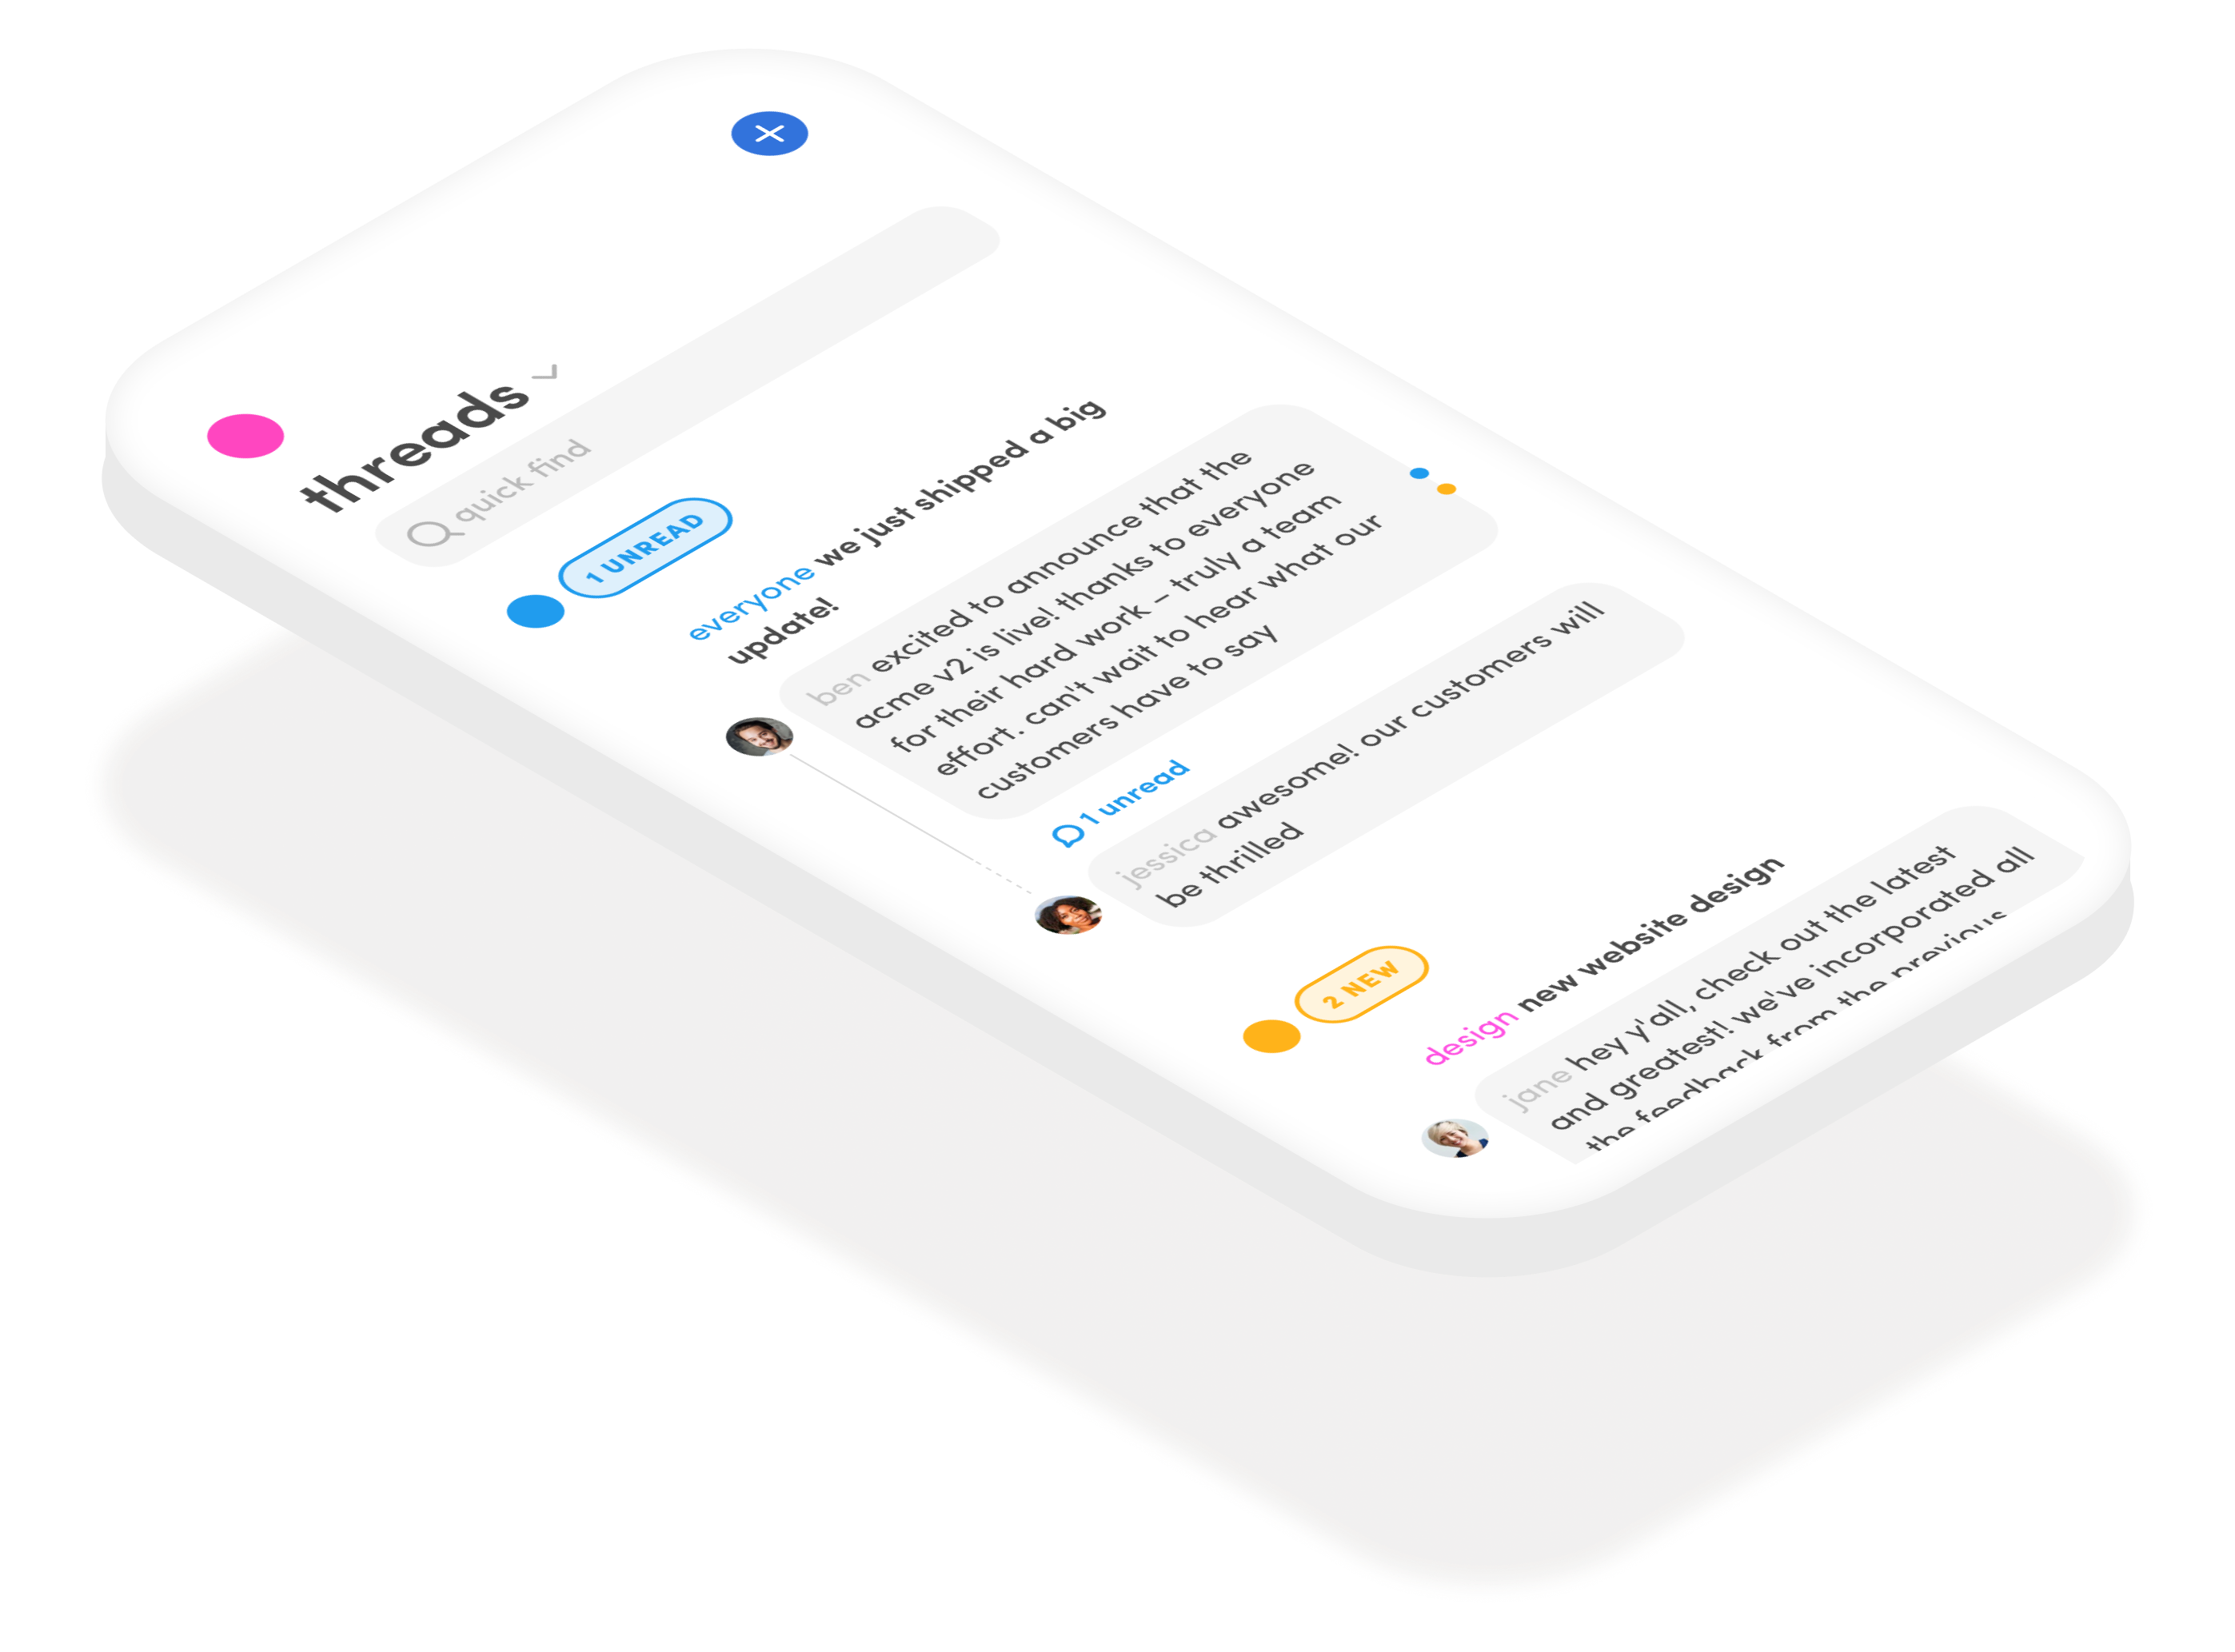 threads
quick find
1 UNREAD
everyone we just shipped a big
update!
ben excited to announce that the
acme v2 is live! thanks to everyone
for their hard work – truly a team
effort. can't wait to hear what our
customers have to say
1 unread
jessica awesome! our customers will
be thrilled
2 NEW
design new website design
jane hey y'all, check out the latest
and greatest! we've incorporated all
the feedback from the previous